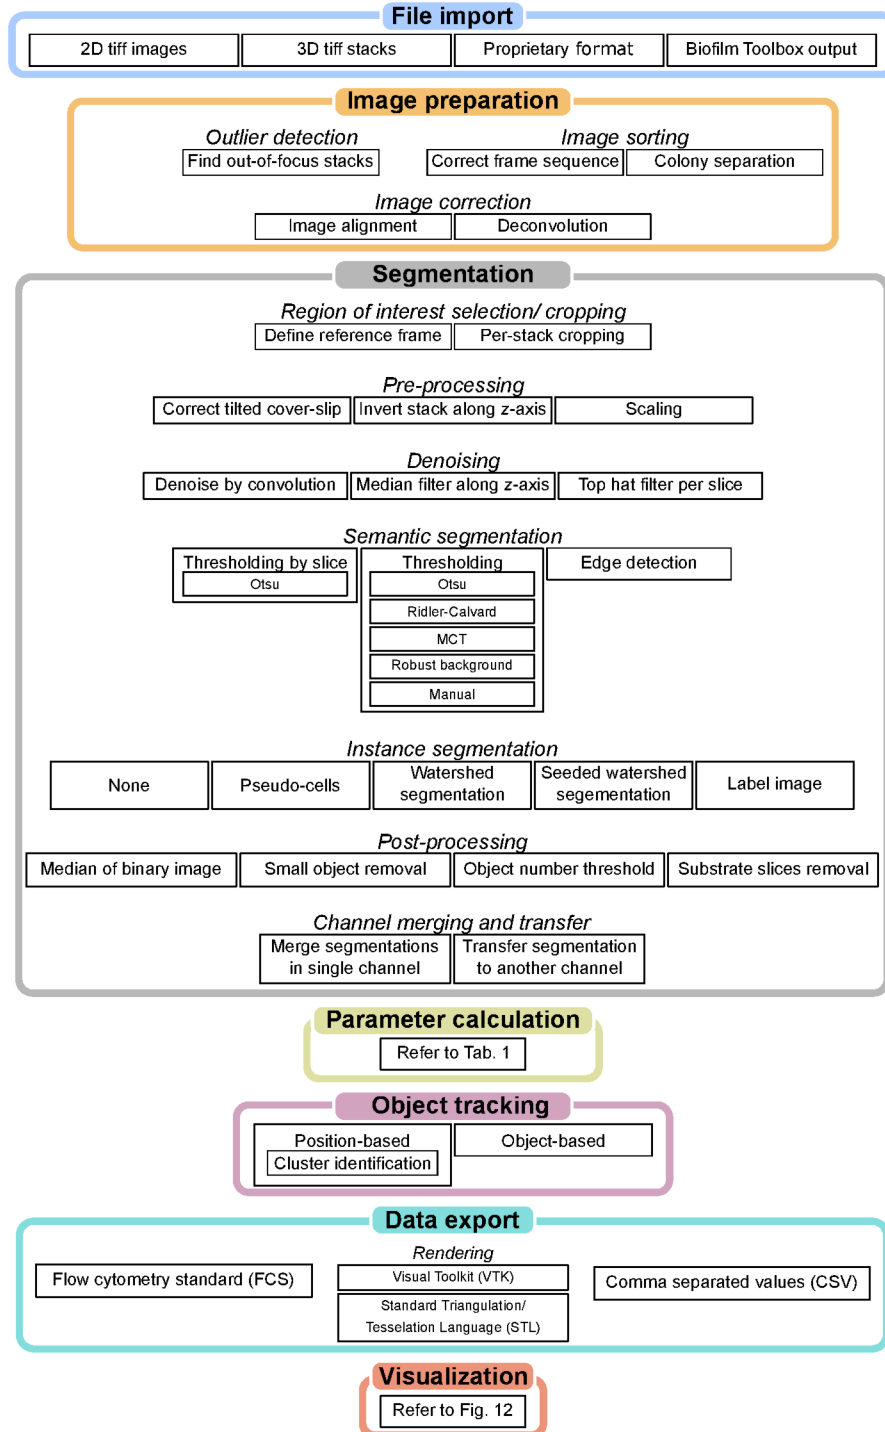 File import
2D tiff images
3D tiff stacks
Proprietary format
Biofilm Toolbox output
Image preparation
Outlier detection
Find out-of-focus stacks
Image sorting
Correct frame sequence
Colony separation
Image correction
Image alignment
Deconvolution
Segmentation
Region of interest selection/ cropping
Define reference frame
Per-stack cropping
Pre-processing
Correct tilted cover-slip
Invert stack along z-axis
Scaling
Denoising
Denoise by convolution
Median filter along z-axis
Top hat filter per slice
Semantic segmentation
Thresholding by slice
Otsu
Thresholding
Otsu
Ridler-Calvard
MCT
Robust background
Manual
Edge detection
Instance segmentation
None
Pseudo-cells
Watershed
segmentation
Seeded watershed
segementation
Label image
Post-processing
Median of binary image
Small object removal
Object number threshold
Substrate slices removal
Channel merging and transfer
Merge segmentations
in single channel
Transfer segmentation
to another channel
Parameter calculation
Refer to Tab. 1
Object tracking
Position-based
Cluster identification
Object-based
Data export
Flow cytometry standard (FCS)
Rendering
Visual Toolkit (VTK)
Standard Triangulation/
Tesselation Language (STL)
Comma separated values (CSV)
Visualization
Refer to Fig. 12